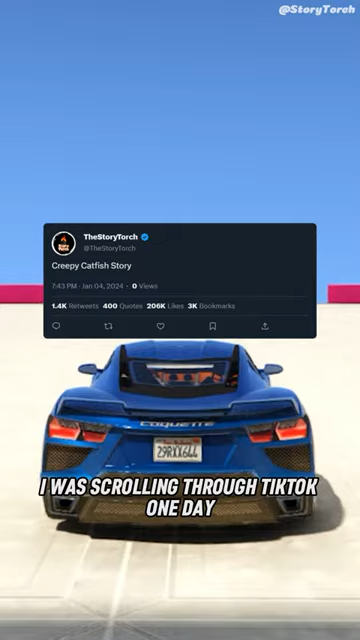 @StoryTorch
TheStoryTorch
@TheStoryTorch
Creepy Catfish Story
7:43 PM · Jan 04, 2024 · 0 Views
1.4K Retweets 400 Quotes 206K Likes 3K Bookmarks
COQUETTE
29RXX644
I WAS SCROLLING THROUGH TIKTOK
ONE DAY